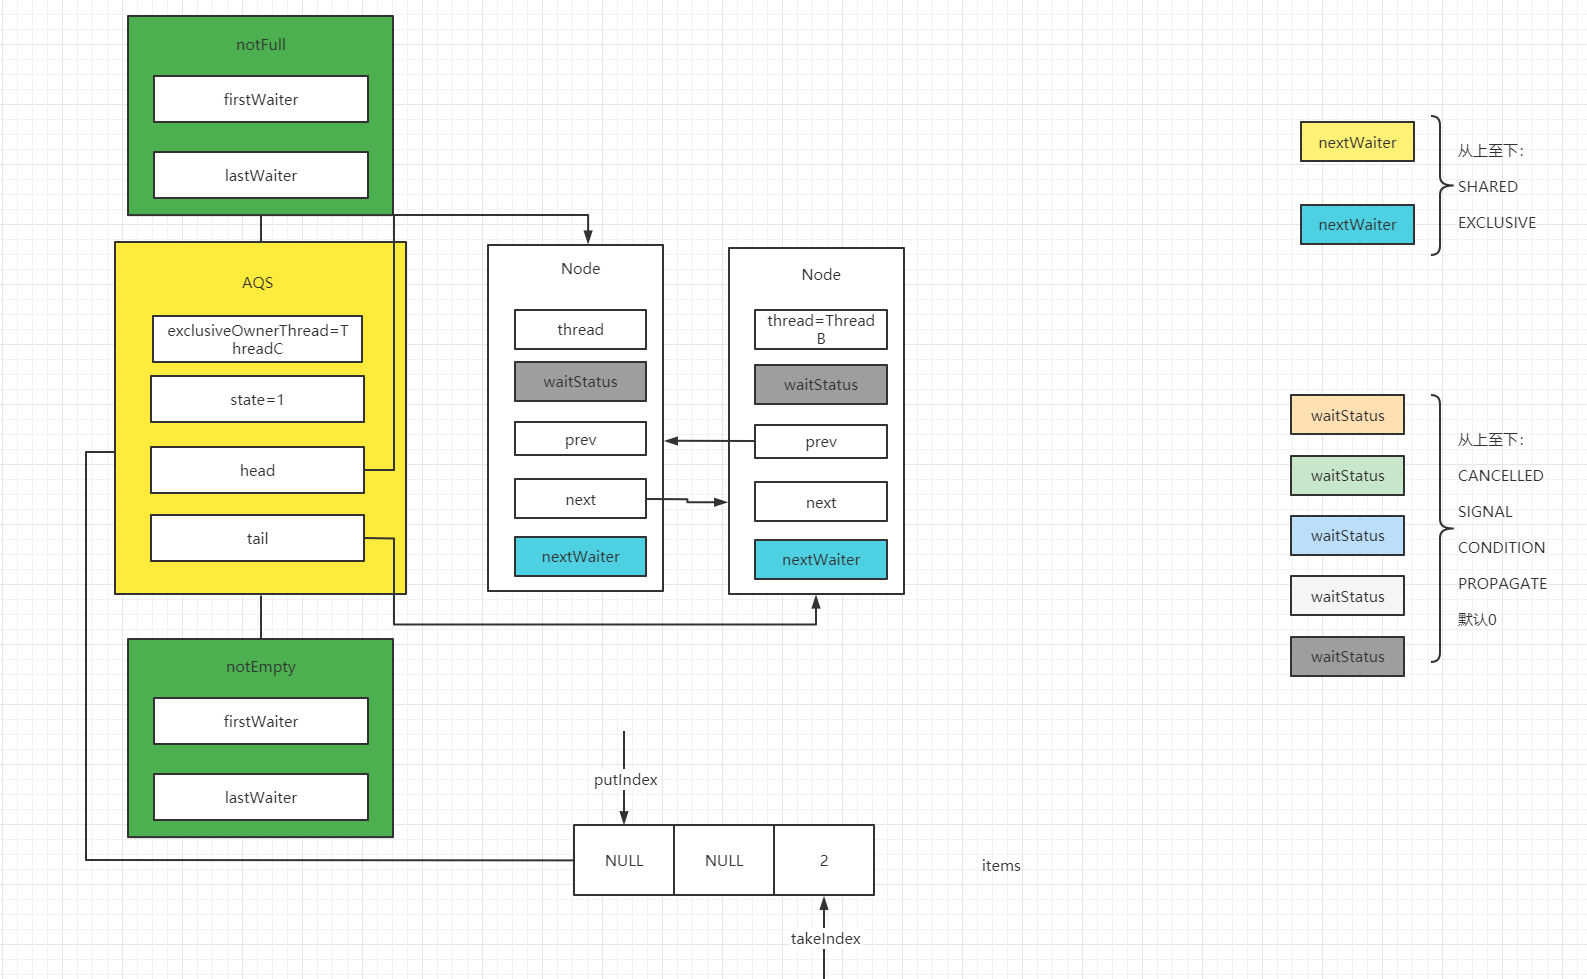 notFull
firstWaiter
lastWaiter
AQS
exclusiveOwnerThread=T
hreadC
state=1
head
tail
notEmpty
firstWaiter
lastWaiter
Node
thread
waitStatus
prev
next
nextWaiter
Node
thread=Thread
B
waitStatus
prev
next
nextWaiter
putIndex
NULL
NULL
2
items
takeIndex
nextWaiter
nextWaiter
从上至下：
SHARED
EXCLUSIVE
waitStatus
waitStatus
waitStatus
waitStatus
waitStatus
从上至下：
CANCELLED
SIGNAL
CONDITION
PROPAGATE
默认0